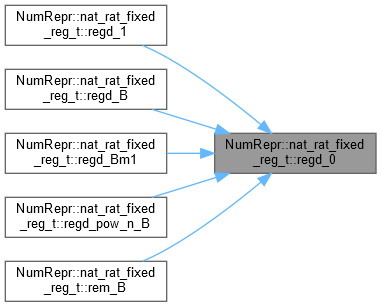 NumRepr::nat_rat_fixed
_reg_t::regd_1
NumRepr::nat_rat_fixed
_reg_t::regd_B
NumRepr::nat_rat_fixed
_reg_t::regd_Bm1
NumRepr::nat_rat_fixed
_reg_t::regd_pow_n_B
NumRepr::nat_rat_fixed
_reg_t::rem_B
NumRepr::nat_rat_fixed
_reg_t::regd_0